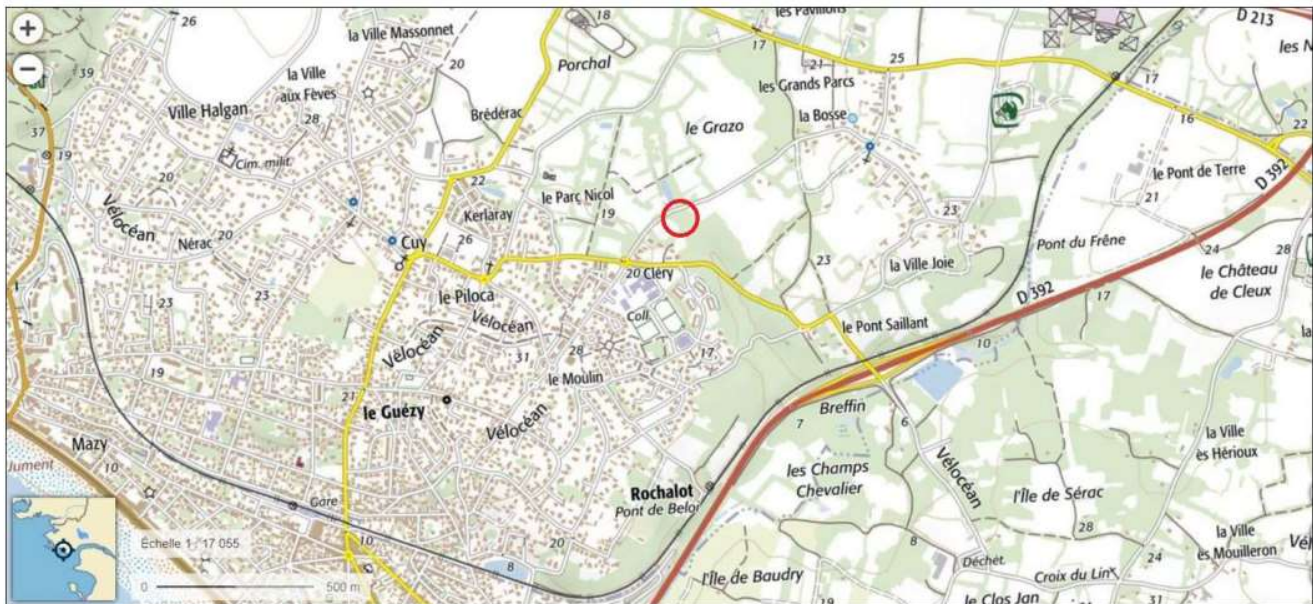 +
−
26
la Ville Massonnet
18
les Pavillons
D 213
17
39
20
la Ville
aux Fèves
Porchal
21
25
17
les Grands Parcs
Ville Halgan
28
Brédérac
la Bosse
le Grazo
16
22
37
19
Cim. milit.
20
22
le Parc Nicol
19
le Pont de Terre
21
D 392
Kerlaray
26
23
Vélocéan
Nérac
Cuy
Pont du Frêne
24
28
20
Cléry
23
la Ville Joie
le Château
de Cleux
23
le Piloca
Vélocéan
D 392
17
Coll.
le Pont Saillant
Vélocéan
31
28
17
10
19
le Moulin
21
le Guézy
Breffin
7
6
Vélocéan
Mazy
10
la Ville
ès Hérioux
Jument
les Champs
Chevalier
Vélocéan
Rochalot
Pont de Belo
l'Île de Sérac
Gare
28
la Ville
ès Mouilleron
Échelle 1 : 17 055
10
20
8
Déchét.
24
8
Croix du Lin
0
500 m
l'Île de Baudry
le Clos Jan
19